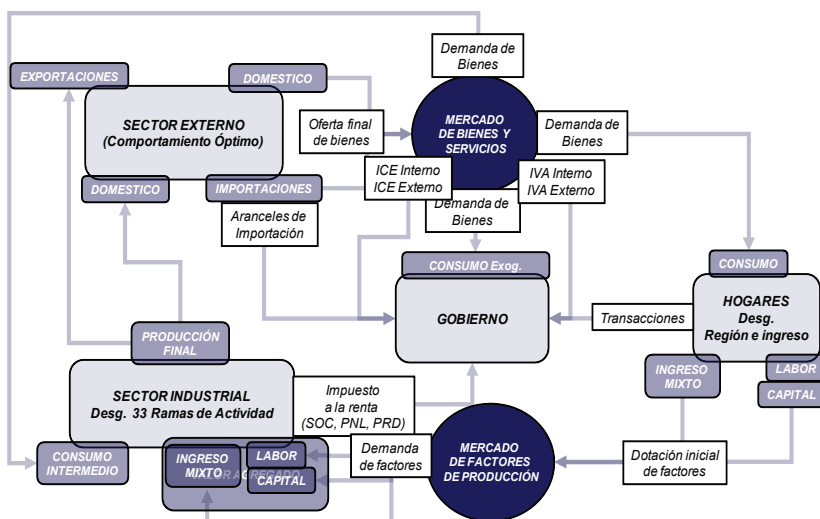 Demanda de
Bienes
EXPORTACIONES
DOMESTICO
SECTOR EXTERNO
(Comportamiento Óptimo)
Oferta final
de bienes
MERCADO
DE BIENES Y
SERVICIOS
Demanda de
Bienes
ICE Interno
ICE Externo
IVA Interno
IVA Externo
DOMESTICO
IMPORTACIONES
Demanda de
Bienes
Aranceles de
Importación
CONSUMO Exog.
CONSUMO
GOBIERNO
Transacciones
HOGARES
Desg.
Región e ingreso
PRODUCCIÓN
FINAL
INGRESO
MIXTO
LABOR
CAPITAL
SECTOR INDUSTRIAL
Desg. 33 Ramas de Actividad
Impuesto
a la renta
(SOC, PNL, PRD)
CONSUMO
INTERMEDIO
INGRESO
MIXTO
LABOR
CAPITAL
AGREGADO
Demanda
de factores
MERCADO
DE FACTORES
DE PRODUCCIÓN
Dotación inicial
de factores